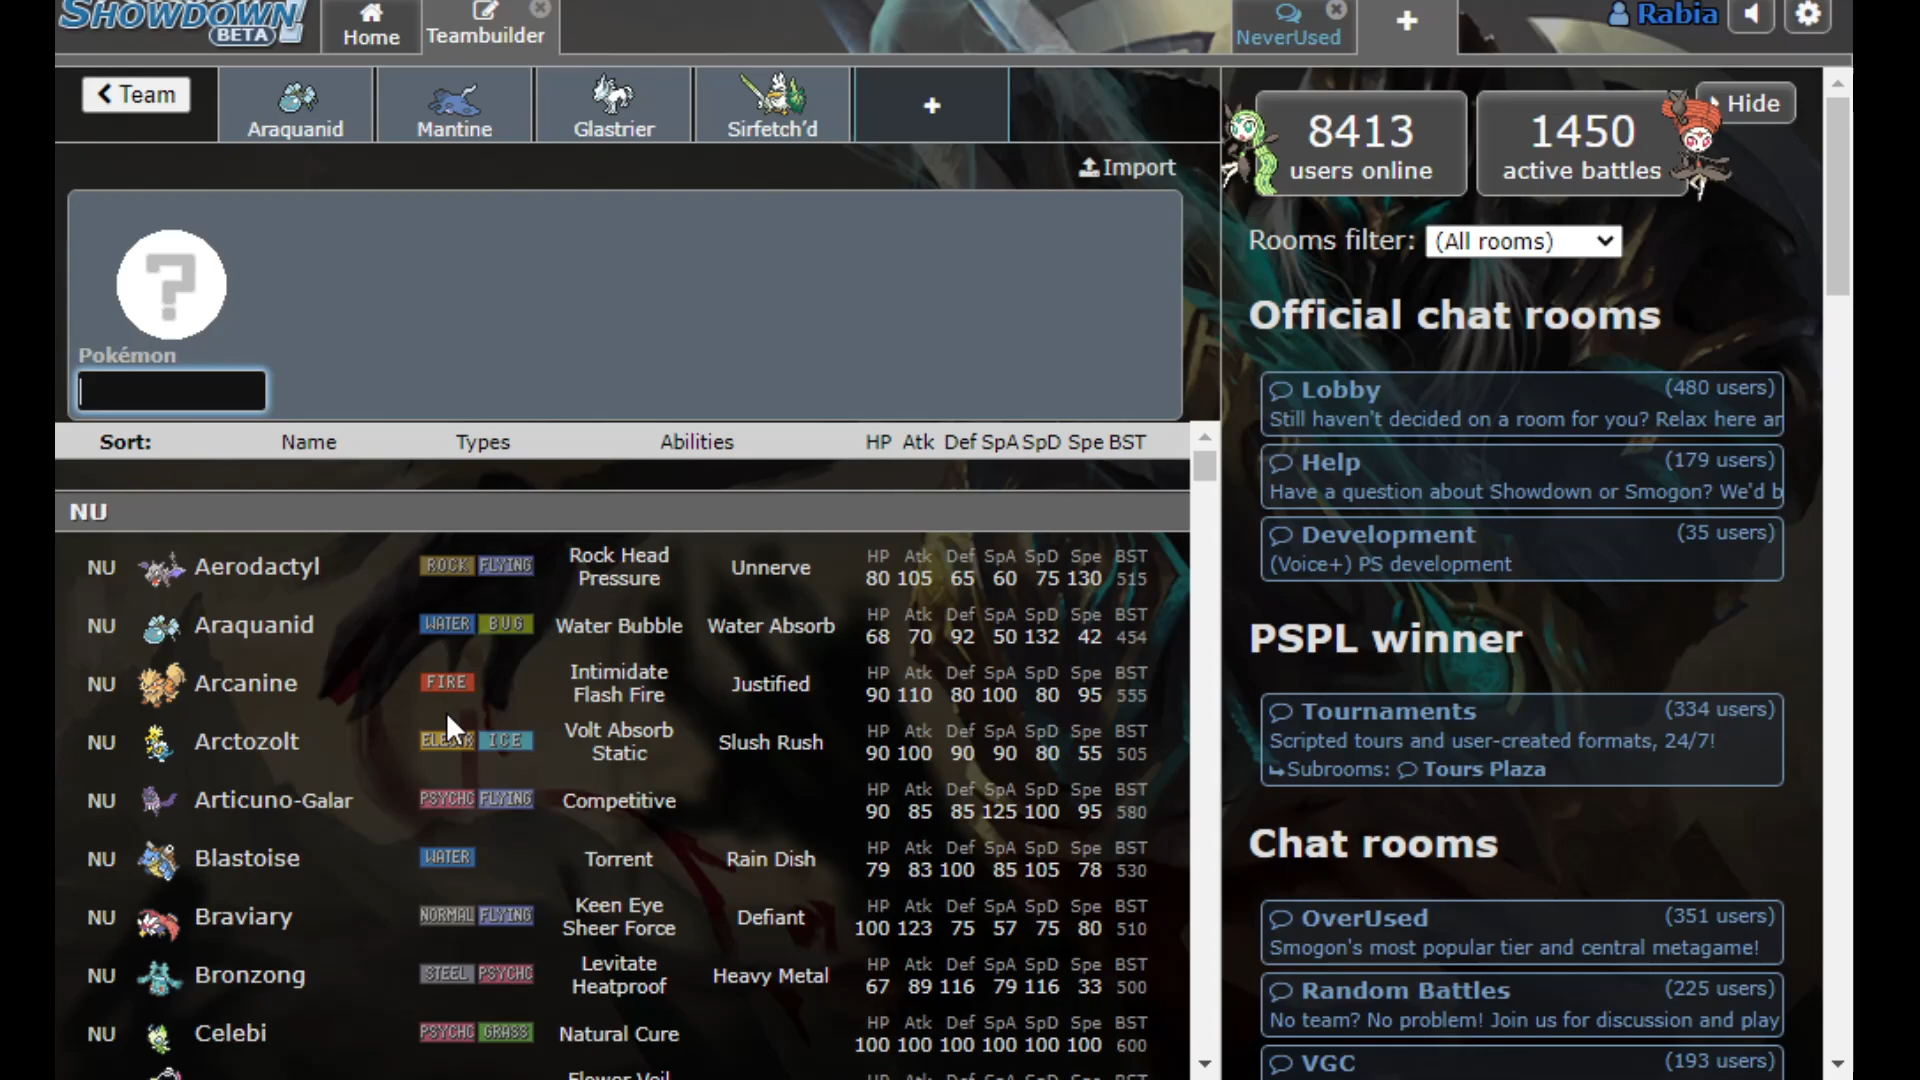 SHOWDOWN
BETA
Home
Teambuilder
NeverUsed
+
Rabia
Team
Araquanid
Mantine
Glastrier
Sirfetch'd
+
Hide
8413
users online
1450
active battles
Import
Rooms filter: (All rooms)
?
Pokémon
Official chat rooms
Lobby (480 users)
Still haven't decided on a room for you? Relax here an
Help (179 users)
Have a question about Showdown or Smogon? We'd b
Development (35 users)
(Voice+) PS development
PSPL winner
Tournaments (334 users)
Scripted tours and user-created formats, 24/7!
↳Subrooms: Tours Plaza
Chat rooms
OverUsed (351 users)
Smogon's most popular tier and central metagame!
Random Battles (225 users)
No team? No problem! Join us for discussion and play
VGC (193 users)
Sort: Name Types Abilities HP Atk Def SpA SpD Spe BST
NU
NU Aerodactyl ROCK FLYING Rock Head Pressure Unnerve HP Atk Def SpA SpD Spe BST
80 105 65 60 75 130 515
NU Araquanid WATER BUG Water Bubble Water Absorb HP Atk Def SpA SpD Spe BST
68 70 92 50 132 42 454
NU Arcanine FIRE Intimidate Flash Fire Justified HP Atk Def SpA SpD Spe BST
90 110 80 100 80 95 555
NU Arctozolt ICE Volt Absorb Static Slush Rush HP Atk Def SpA SpD Spe BST
90 100 90 90 80 55 505
NU Articuno-Galar PSYCHC FLYING Competitive HP Atk Def SpA SpD Spe BST
90 85 85 125 100 95 580
NU Blastoise WATER Torrent Rain Dish HP Atk Def SpA SpD Spe BST
79 83 100 85 105 78 530
NU Braviary NORMAL FLYING Keen Eye Sheer Force Defiant HP Atk Def SpA SpD Spe BST
100 123 75 57 75 80 510
NU Bronzong STEEL PSYCHC Levitate Heatproof Heavy Metal HP Atk Def SpA SpD Spe BST
67 89 116 79 116 33 500
NU Celebi PSYCHC GRASS Natural Cure HP Atk Def SpA SpD Spe BST
100 100 100 100 100 100 600